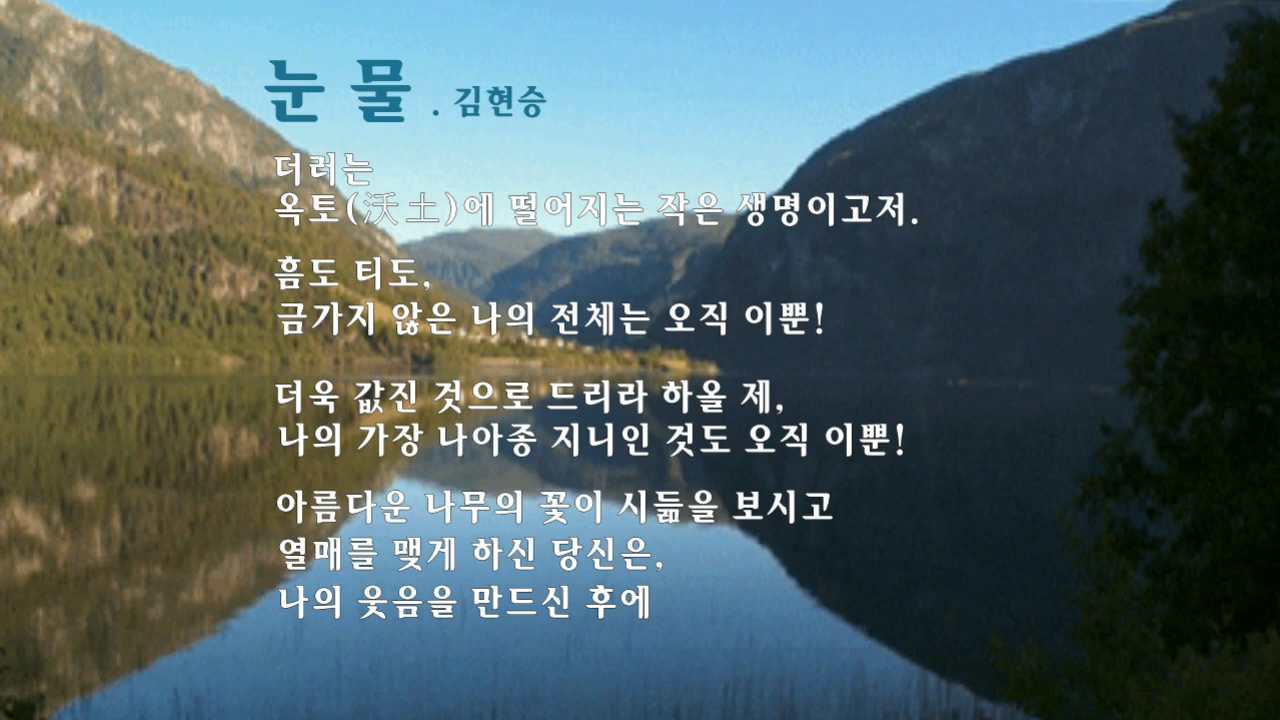 눈 물 . 김현승
더러는
옥토(沃土)에 떨어지는 작은 생명이고저.
흠도 티도,
금가지 않은 나의 전체는 오직 이뿐!
더욱 값진 것으로 드리라 하올 제,
나의 가장 나아종 지니인 것도 오직 이뿐!
아름다운 나무의 꽃이 시듦을 보시고
열매를 맺게 하신 당신은,
나의 웃음을 만드신 후에